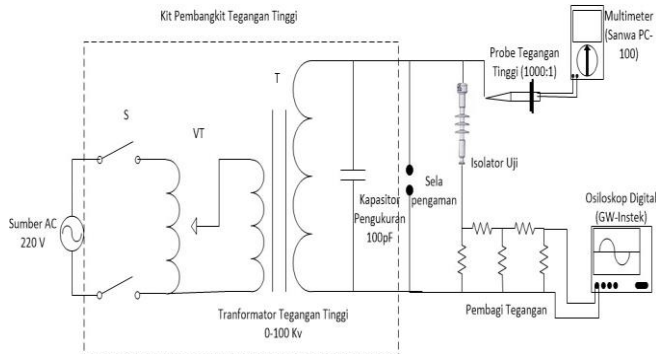 Kit Pembangkit Tegangan Tinggi
Multimeter
(Sanwa PC-
100)
Probe Tegangan
Tinggi (1000:1)
T
S
VT
Isolator Uji
Sumber AC
220 V
Kapasitor
Pengukuran
100pF
Sela
pengaman
Osiloskop Digital
(GW-Instek)
Tranformator Tegangan Tinggi
0-100 Kv
Pembagi Tegangan